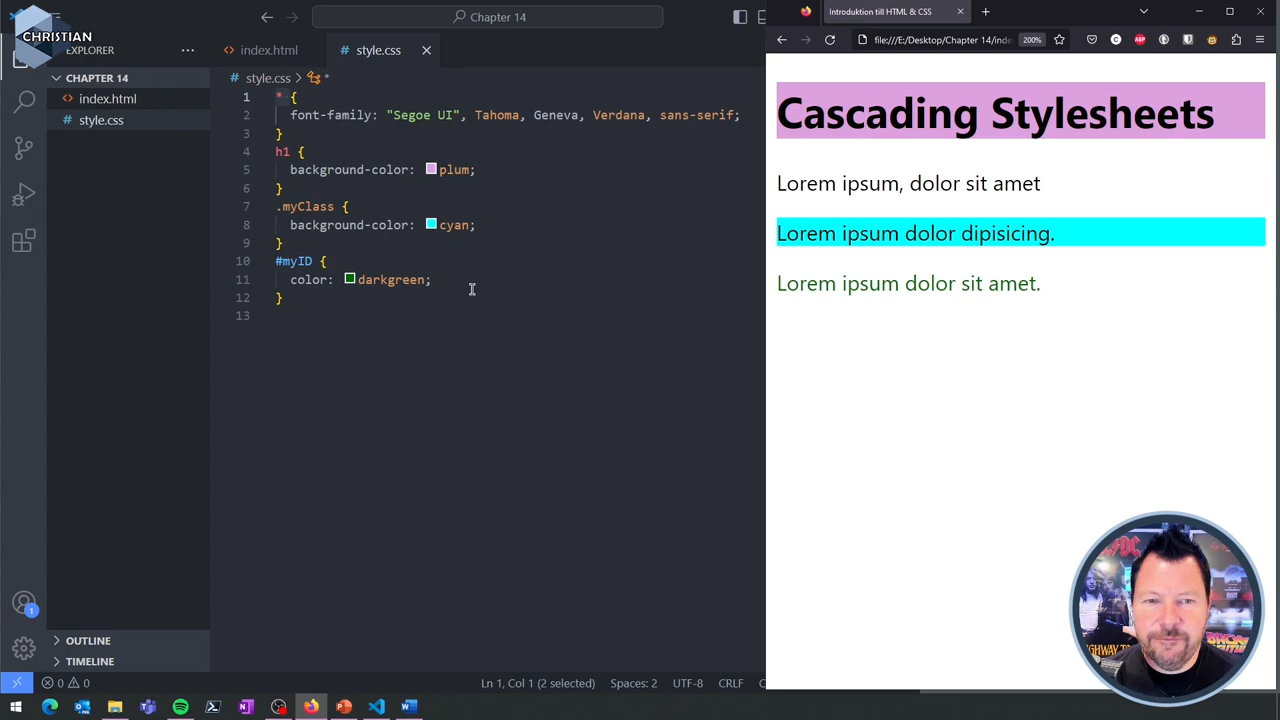 CHRISTIAN
Chapter 14
EXPLORER
CHAPTER 14
index.html
style.css
OUTLINE
TIMELINE
index.html
style.css
style.css > *
1 * {
2 font-family: "Segoe UI", Tahoma, Geneva, Verdana, sans-serif;
3 }
4 h1 {
5 background-color: plum;
6 }
7 .myClass {
8 background-color: cyan;
9 }
10 #myID {
11 color: darkgreen;
12 }
13
1
0 0
Ln 1, Col 1 (2 selected)
Spaces: 2
UTF-8
CRLF
Introduktion till HTML & CSS
file:///E:/Desktop/Chapter 14/inde
200%
ABP
Cascading Stylesheets
Lorem ipsum, dolor sit amet
Lorem ipsum dolor dipisicing.
Lorem ipsum dolor sit amet.